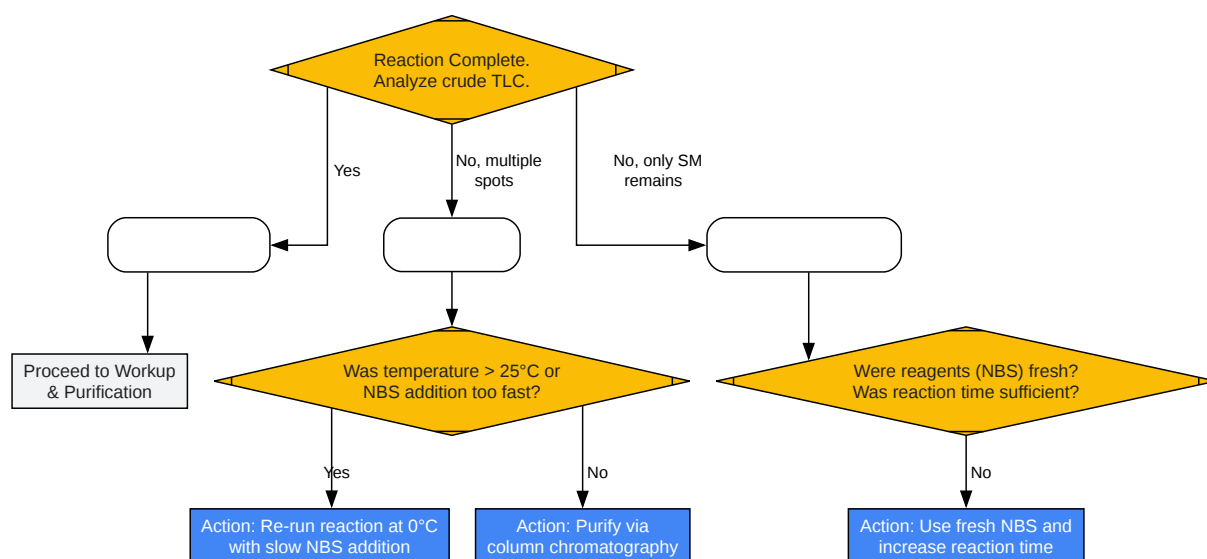 Reaction Complete.
Analyze crude TLC.
Yes
No, multiple
spots
No, only SM
remains
Proceed to Workup
& Purification
Was temperature > 25°C or
NBS addition too fast?
Were reagents (NBS) fresh?
Was reaction time sufficient?
Yes
No
No
Action: Re-run reaction at 0°C
with slow NBS addition
Action: Purify via
column chromatography
Action: Use fresh NBS and
increase reaction time